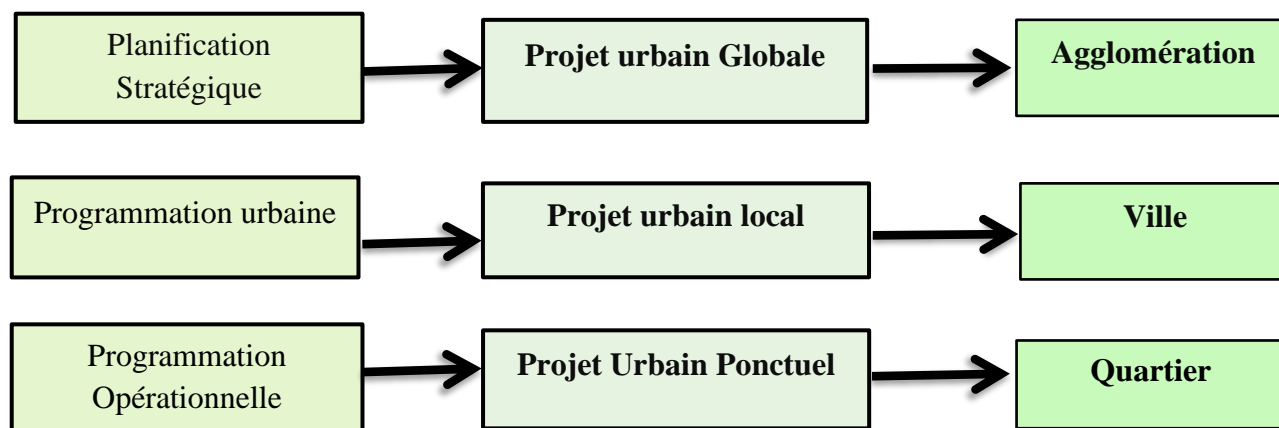 Planification
Stratégique
Projet urbain Globale
Agglomération
Programmation urbaine
Projet urbain local
Ville
Programmation
Opérationnelle
Projet Urbain Ponctuel
Quartier